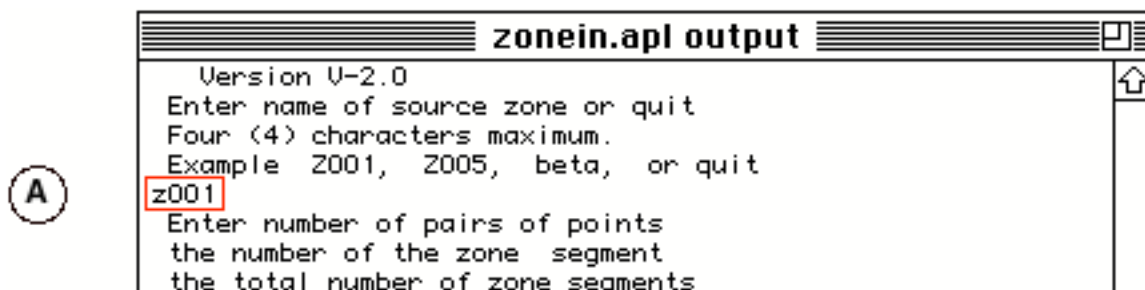 zonein.apl output
Version V-2.0
Enter name of source zone or quit
Four (4) characters maximum.
Example Z001, Z005, beta, or quit
A
z001
Enter number of pairs of points
the number of the zone segment
the total number of zone segments